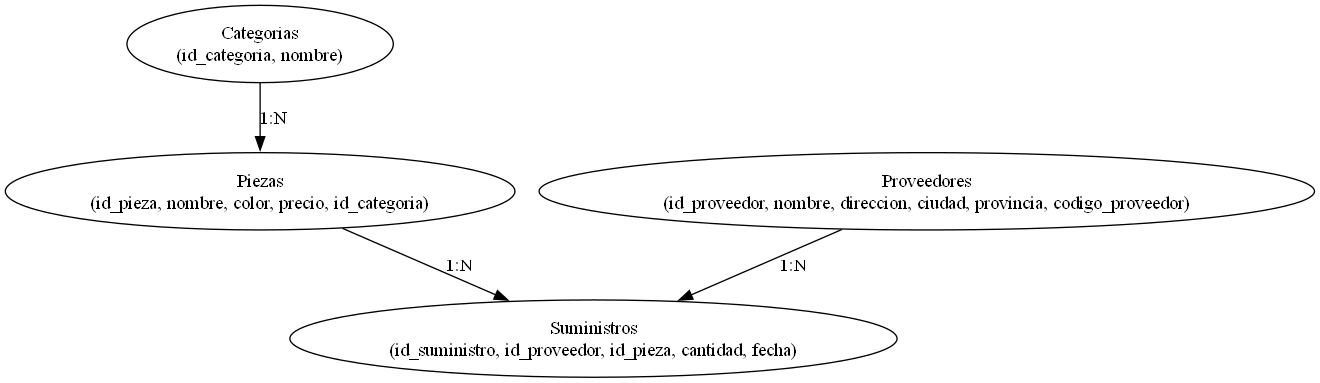 Categorias
(id_categoria, nombre)
1:N
Piezas
(id_pieza, nombre, color, precio, id_categoria)
Proveedores
(id_proveedor, nombre, direccion, ciudad, provincia, codigo_proveedor)
1:N
1:N
Suministros
(id_suministro, id_proveedor, id_pieza, cantidad, fecha)